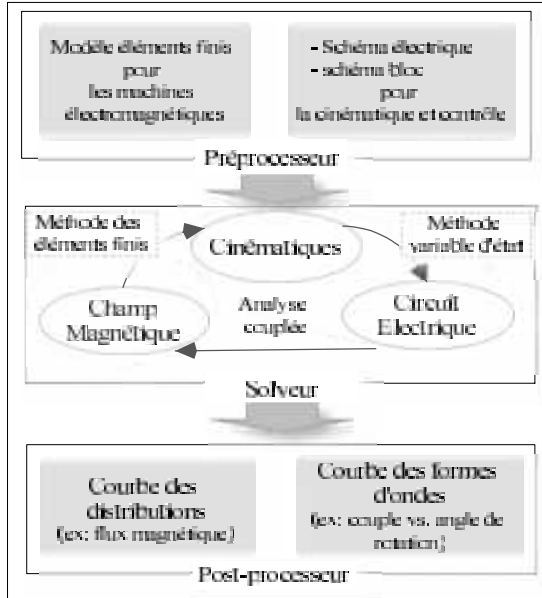 Modèle éléments finis
pour
les machines
électromagnétiques
- Schéma électrique
- schéma bloc
pour
la cinématique et contrôle
Préprocesseur
Méthode des
éléments finis
Cinématiques
Méthode
variable d'état
Champ
Magnétique
Analyse
couplée
Circuit
Electrique
Solveur
Courbe des
distributions
(ex: flux magnétique)
Courbe des formes
d'ondes
(ex: couple vs. angle de
rotation)
Post-processeur